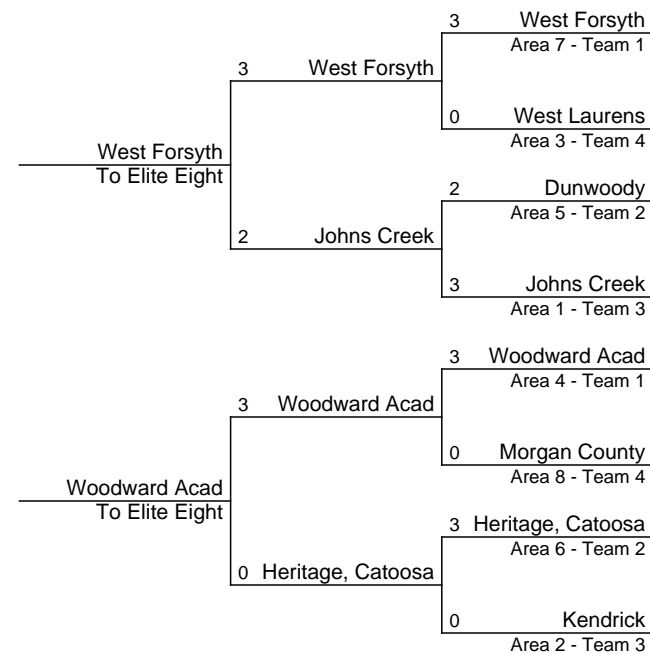 3 West Forsyth
Area 7 - Team 1
3 West Forsyth
0 West Laurens
Area 3 - Team 4
West Forsyth
To Elite Eight
2 Dunwoody
Area 5 - Team 2
2 Johns Creek
3 Johns Creek
Area 1 - Team 3
3 Woodward Acad
Area 4 - Team 1
3 Woodward Acad
0 Morgan County
Area 8 - Team 4
Woodward Acad
To Elite Eight
3 Heritage, Catoosa
Area 6 - Team 2
0 Heritage, Catoosa
0 Kendrick
Area 2 - Team 3